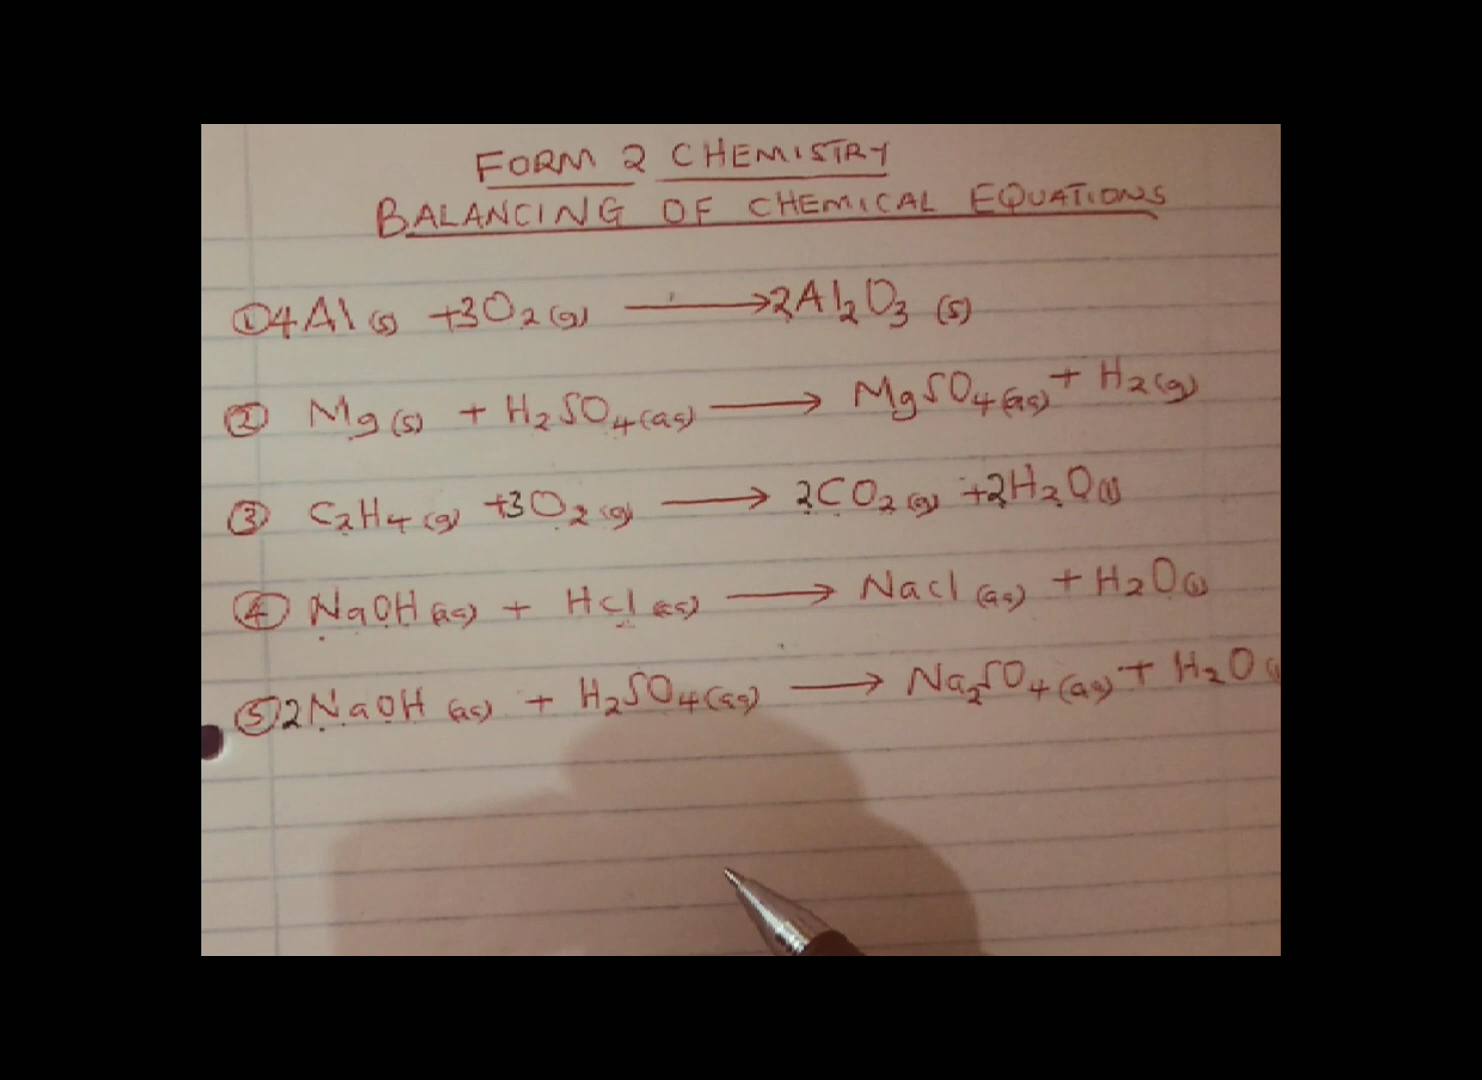 FORM 2 CHEMISTRY
BALANCING OF CHEMICAL EQUATIONS
① 4Al(s) + 3O₂(g) ⟶ 2Al₂O₃(s)
② Mg(s) + H₂SO₄(aq) ⟶ MgSO₄(aq) + H₂(g)
③ C₂H₄(g) + 3O₂(g) ⟶ 2CO₂(g) + 2H₂O(l)
④ NaOH(aq) + HCl(aq) ⟶ NaCl(aq) + H₂O(l)
⑤ 2NaOH(aq) + H₂SO₄(aq) ⟶ Na₂SO₄(aq) + H₂O(